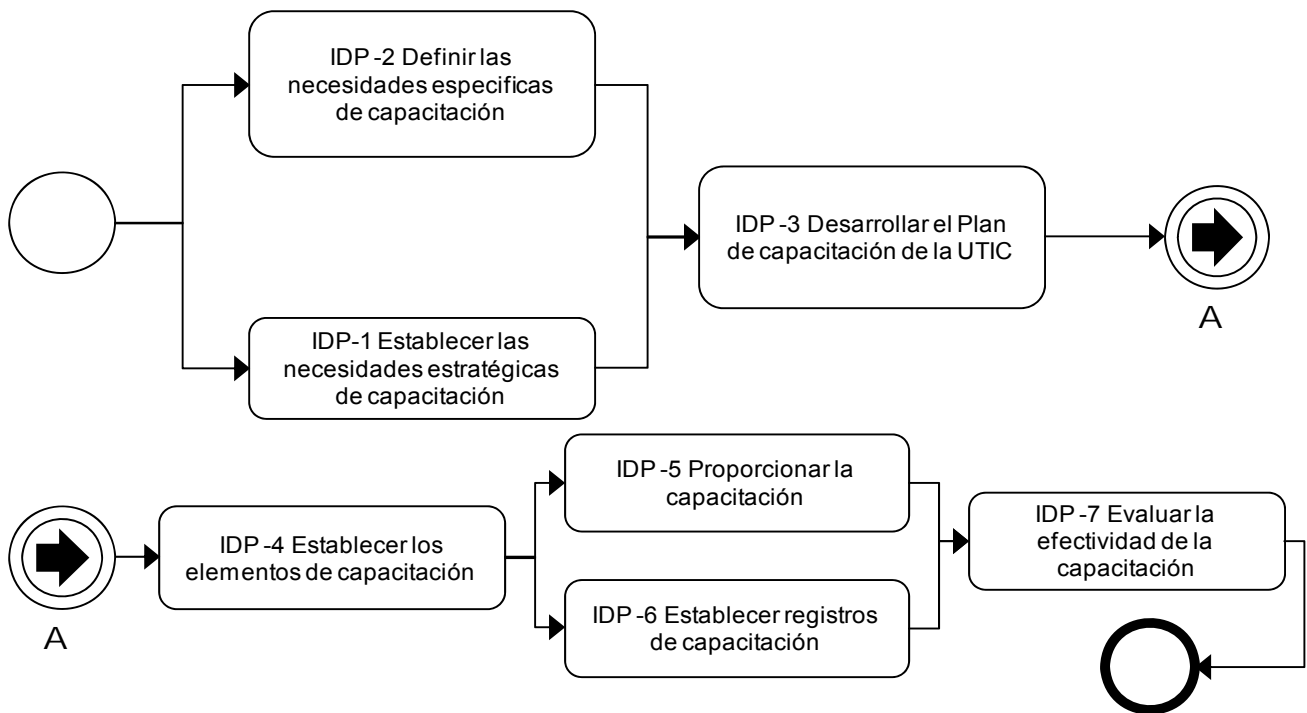 IDP -2 Definir las
necesidades especificas
de capacitación
IDP-1 Establecer las
necesidades estratégicas
de capacitación
IDP -3 Desarrollar el Plan
de capacitación de la UTIC
A
A
IDP -4 Establecer los
elementos de capacitación
IDP -5 Proporcionar la
capacitación
IDP -6 Establecer registros
de capacitación
IDP -7 Evaluar la
efectividad de la
capacitación